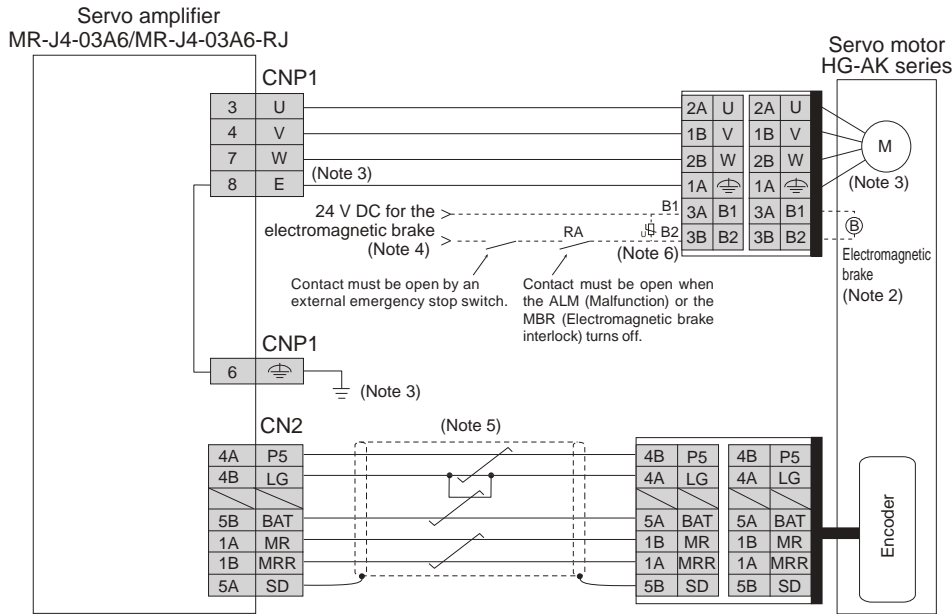 Servo amplifier
MR-J4-03A6/MR-J4-03A6-RJ
Servo motor
HG-AK series
CNP1
3 U
4 V
7 W
8 E
(Note 3)
2A U 2A U
1B V 1B V
2B W 2B W
1A 1A
3A B1 3A B1
3B B2 3B B2
M
(Note 3)
B
Electromagnetic
brake
(Note 2)
24 V DC for the
electromagnetic brake
(Note 4)
B1
RA
U
B2
(Note 6)
Contact must be open by an
external emergency stop switch.
Contact must be open when
the ALM (Malfunction) or the
MBR (Electromagnetic brake
interlock) turns off.
CNP1
6
(Note 3)
CN2
(Note 5)
4A P5
4B LG
5B BAT
1A MR
1B MRR
5A SD
4B P5 4B P5
4A LG 4A LG
5A BAT 5A BAT
1B MR 1B MR
1A MRR 1A MRR
5B SD 5B SD
Encoder